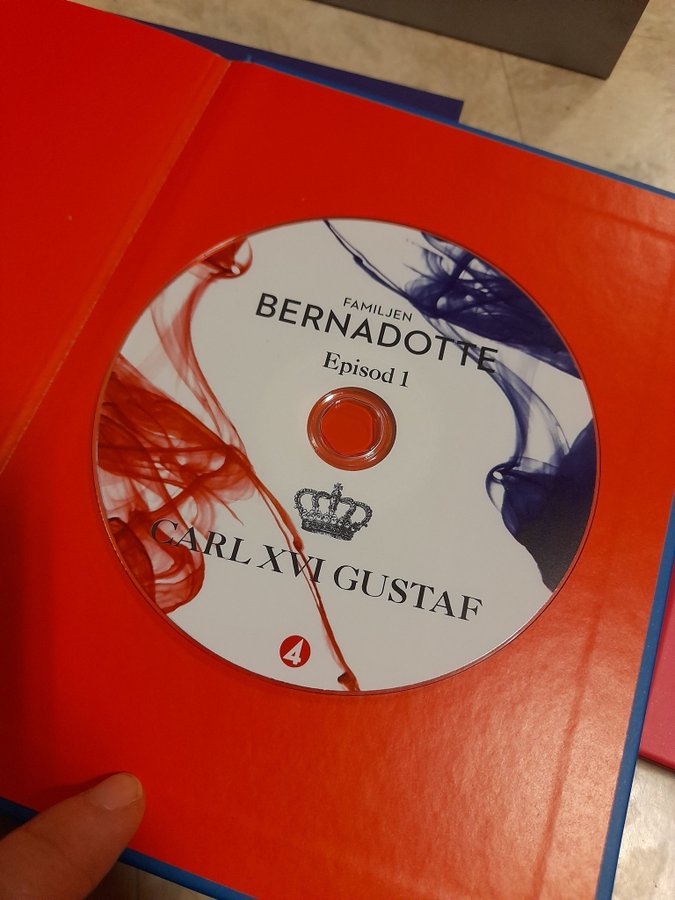 FAMILJEN
BERNADOTTE
Episod 1
CARL XVI GUSTAF
4